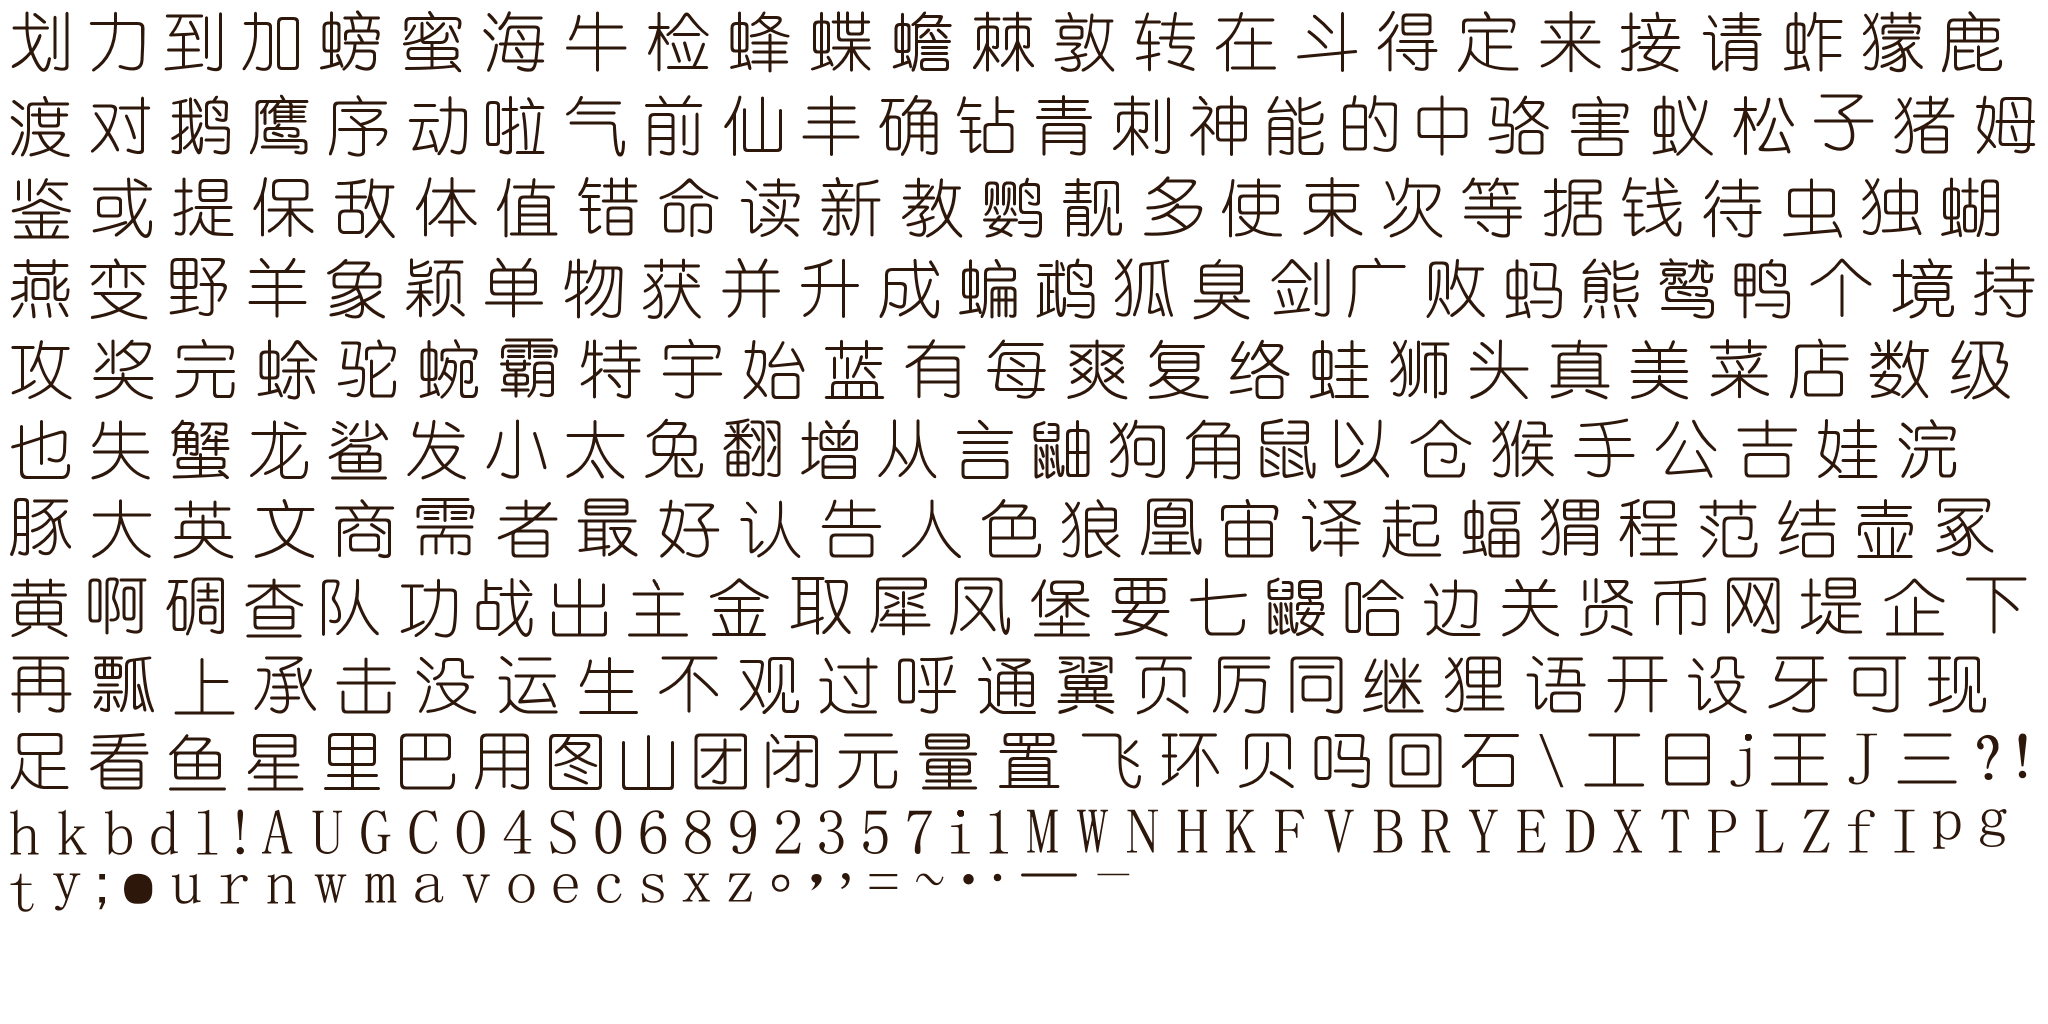 划力到加螃蜜海牛检蜂蝶蟾棘敦转在斗得定来接请蚱獴鹿
渡对鹅鹰序动啦气前仙丰确钻青刺神能的中骆害蚁松子猪姆
鉴或提保敌体值错命读新教鹦靓多使束次等据钱待虫独蝴
燕变野羊象颖单物获并升成蝙鹉狐臭剑广败蚂熊鹫鸭个境持
攻奖完蜍驼蜿霸特宇始蓝有每爽复络蛙狮头真美菜店数级
也失蟹龙鲨发小太兔翻增从言鼬狗角鼠以仓猴手公吉娃浣
豚大英文商需者最好认告人色狼凰宙译起蝠猬程范结壶冢
黄啊碉查队功战出主金取犀凤堡要七鼹哈边关贤币网堤企下
再瓢上承击没运生不观过呼通翼页厉同继狸语开设牙可现
足看鱼星里巴用图山团闭元量置飞环贝吗回石\工日j王J三?!
hkbdl!AUGCO4S06892357i1MWNHKFVBRYEDXTPLZfIpg
ty;●urnwmavoecsxz。，,=~•·—-